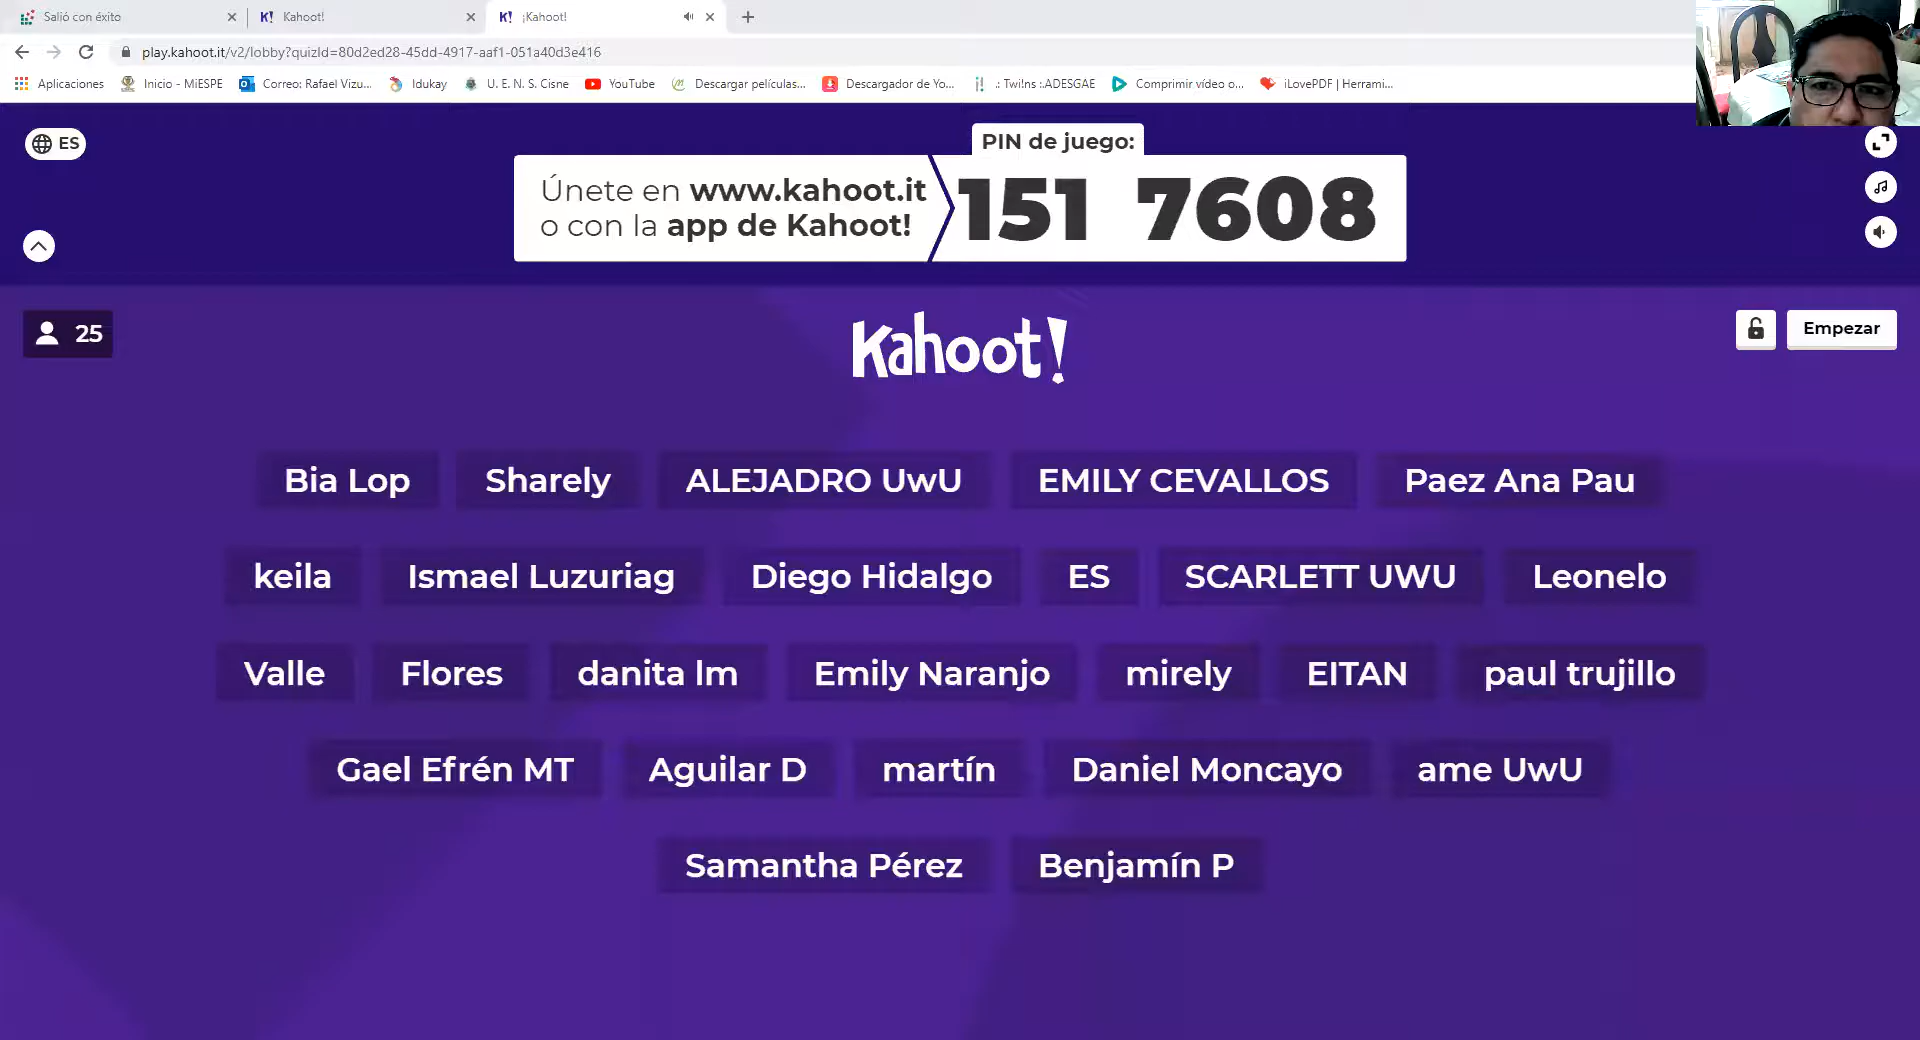 Salió con éxito
Kahoot!
¡Kahoot!
play.kahoot.it/v2/lobby?quizId=80d2ed28-45dd-4917-aaf1-051a40d3e416
Aplicaciones Inicio - MiESPE Correo: Rafael Vizu... Idukay U. E. N. S. Cisne YouTube Descargar películas... Descargador de Yo... .: Twi!ns :.ADESGAE Comprimir vídeo o... iLovePDF | Herrami...
ES
PIN de juego:
Únete en www.kahoot.it
o con la app de Kahoot!
151 7608
25
Kahoot!
Empezar
Bia Lop Sharely ALEJADRO UwU EMILY CEVALLOS Paez Ana Pau
keila Ismael Luzuriag Diego Hidalgo ES SCARLETT UWU Leonelo
Valle Flores danita lm Emily Naranjo mirely EITAN paul trujillo
Gael Efrén MT Aguilar D martín Daniel Moncayo ame UwU
Samantha Pérez Benjamín P